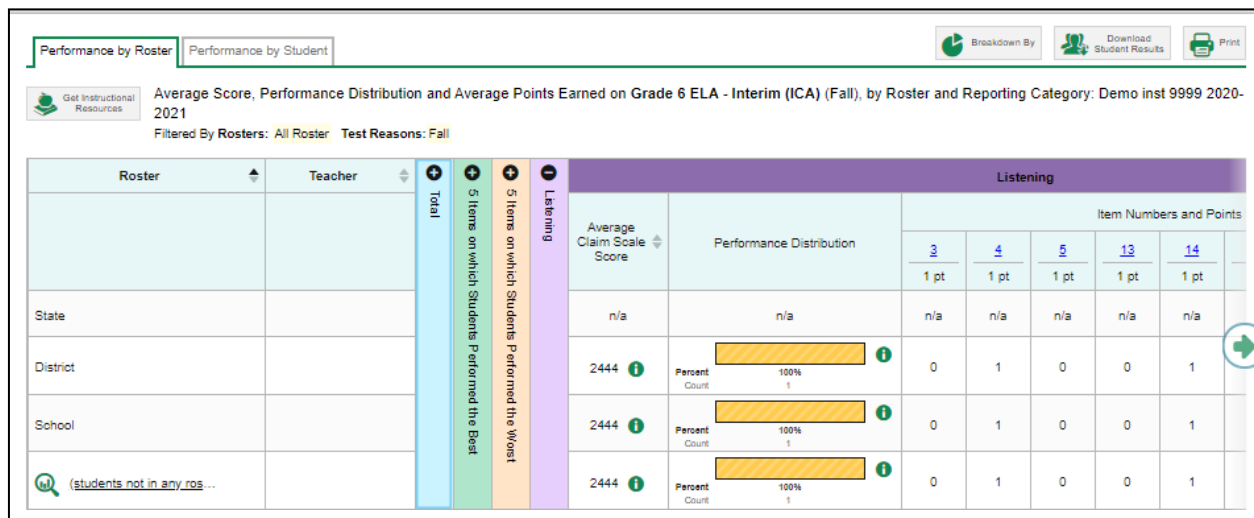 Performance by Roster
Performance by Student
Breakdown By
Download
Student Results
Print
Get Instructional
Resources
Average Score, Performance Distribution and Average Points Earned on Grade 6 ELA - Interim (ICA) (Fall), by Roster and Reporting Category: Demo inst 9999 2020-
2021
Filtered By Rosters: All Roster Test Reasons: Fall
Roster
Teacher
Total
5 Items on which Students Performed the Best
5 Items on which Students Performed the Worst
Listening
Listening
Average
Claim Scale
Score
Performance Distribution
Item Numbers and Points
3 4 5 13 14
1 pt 1 pt 1 pt 1 pt 1 pt
State n/a n/a n/a n/a n/a n/a n/a
District 2444 0 1 0 0 1
Percent 100%
Count 1
School 2444 0 1 0 0 1
Percent 100%
Count 1
(students not in any ros... 2444 0 1 0 0 1
Percent 100%
Count 1